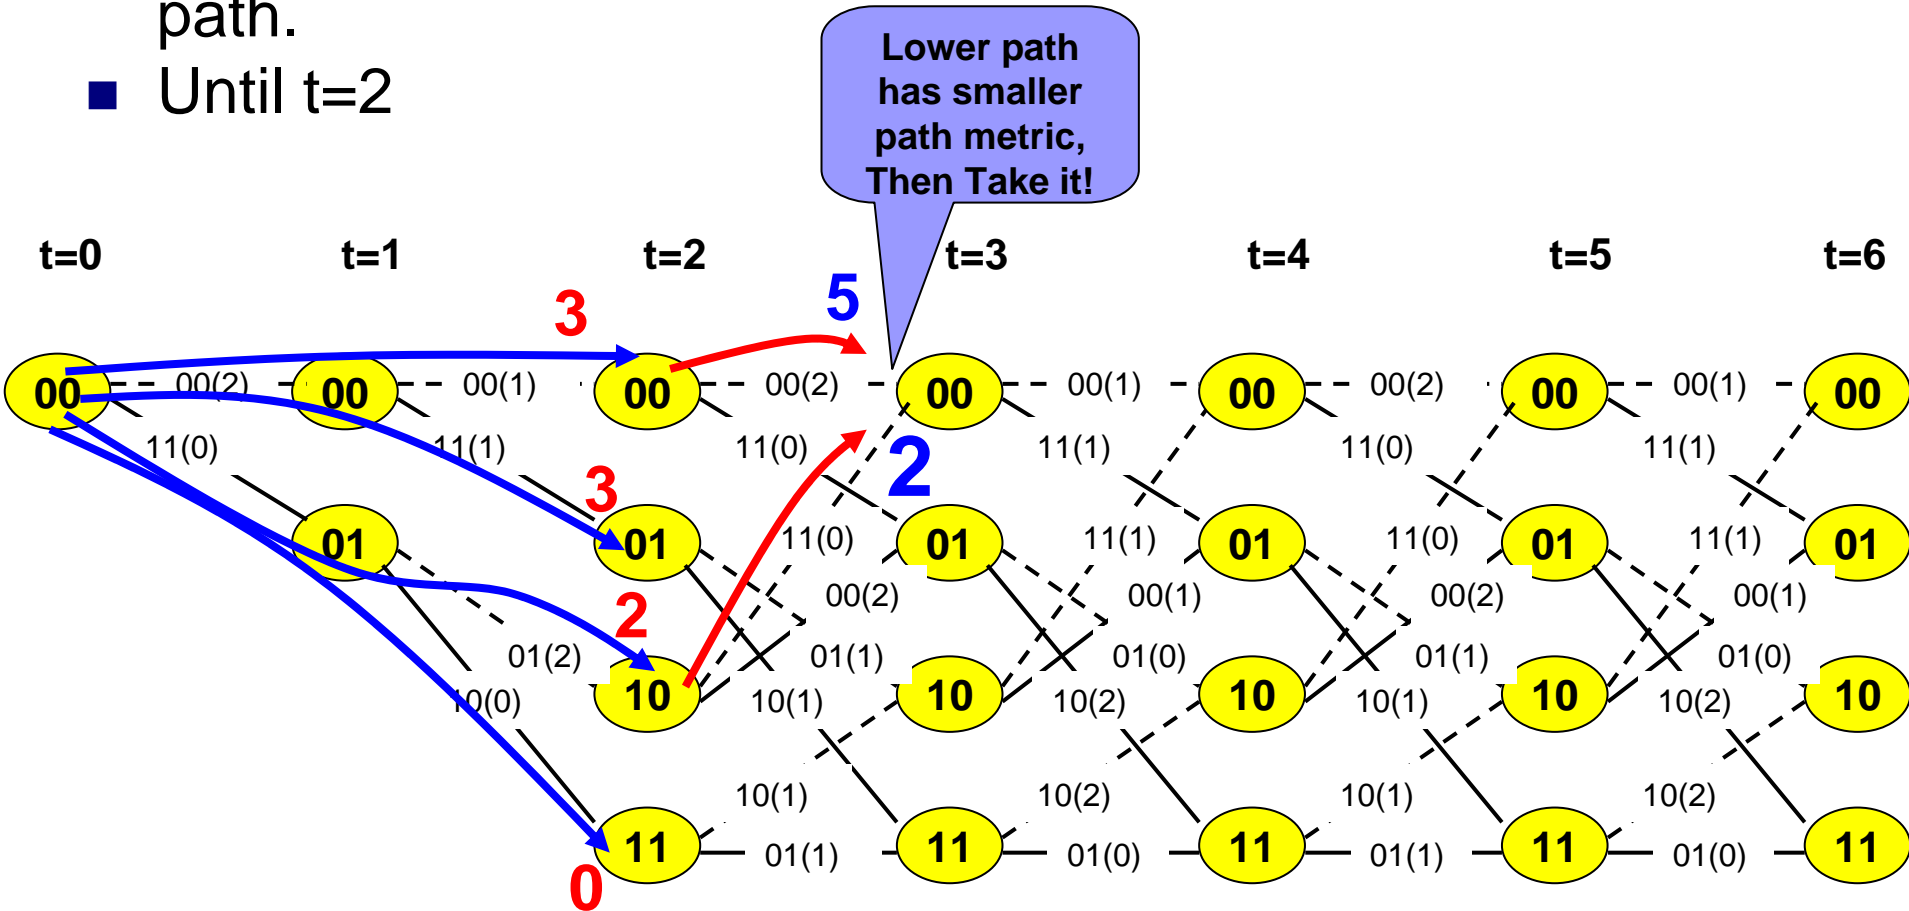 path.
Until t=2
Lower path
has smaller
path metric,
Then Take it!
t=0 t=1 t=2 t=3 t=4 t=5 t=6
3 5
00 00(2) 00 00(1) 00 00(2) 00 00(1) 00 00(2) 00 00(1) 00
11(0) 11(1) 11(0) 2 11(1) 11(0) 11(1)
3
01 01 11(0) 01 11(1) 01 11(0) 01 11(1) 01
2 00(2) 00(1) 00(2) 00(1)
01(2) 01(1) 01(0) 01(1) 01(0)
10(0) 10 10(1) 10 10(2) 10 10(1) 10 10(2) 10
10(1) 10(2) 10(1) 10(2)
11 01(1) 11 01(0) 11 01(1) 11 01(0) 11
0